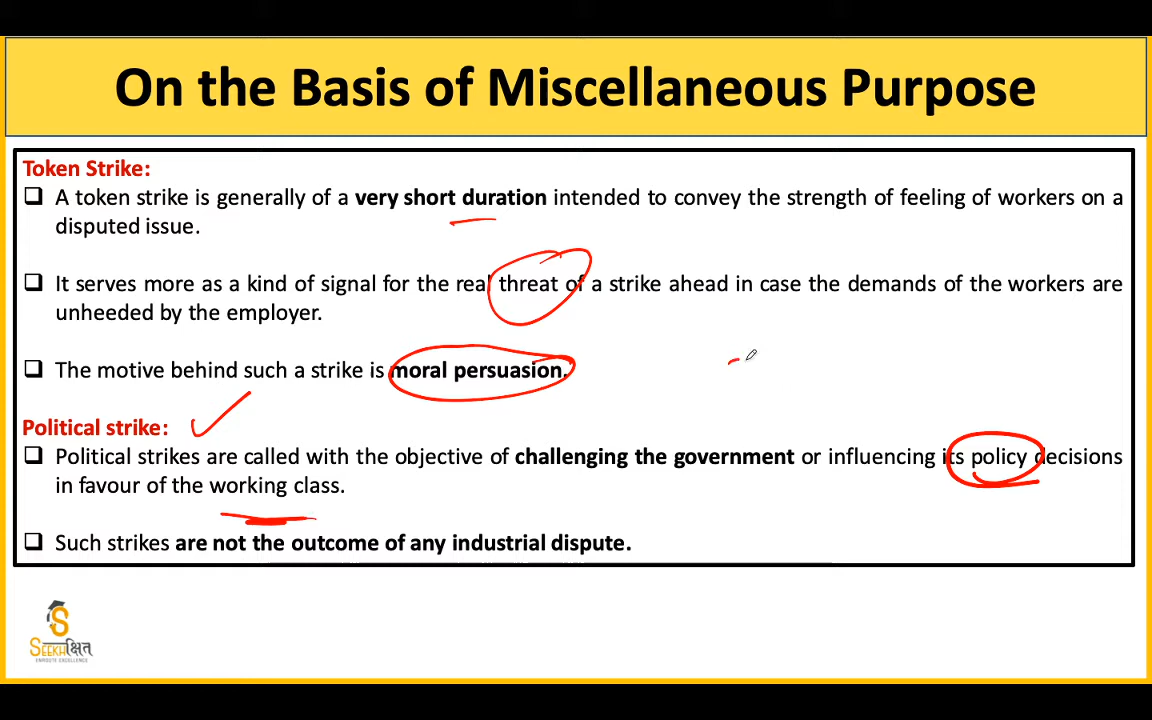 On the Basis of Miscellaneous Purpose
Token Strike:
❑ A token strike is generally of a very short duration intended to convey the strength of feeling of workers on a
disputed issue.
❑ It serves more as a kind of signal for the real threat of a strike ahead in case the demands of the workers are
unheeded by the employer.
❑ The motive behind such a strike is moral persuasion.
Political strike:
❑ Political strikes are called with the objective of challenging the government or influencing its policy decisions
in favour of the working class.
❑ Such strikes are not the outcome of any industrial dispute.
S
SEEKHक्षित
ENROUTE EXCELLENCE